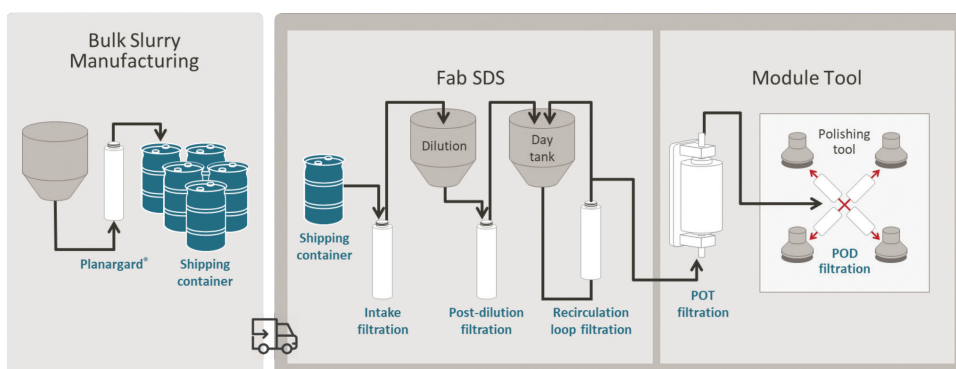 Bulk Slurry
Manufacturing
Planargard®
Shipping
container
Fab SDS
Dilution
Day
tank
Shipping
container
Intake
filtration
Post-dilution
filtration
Recirculation
loop filtration
Module Tool
Polishing
tool
POD
filtration
POT
filtration